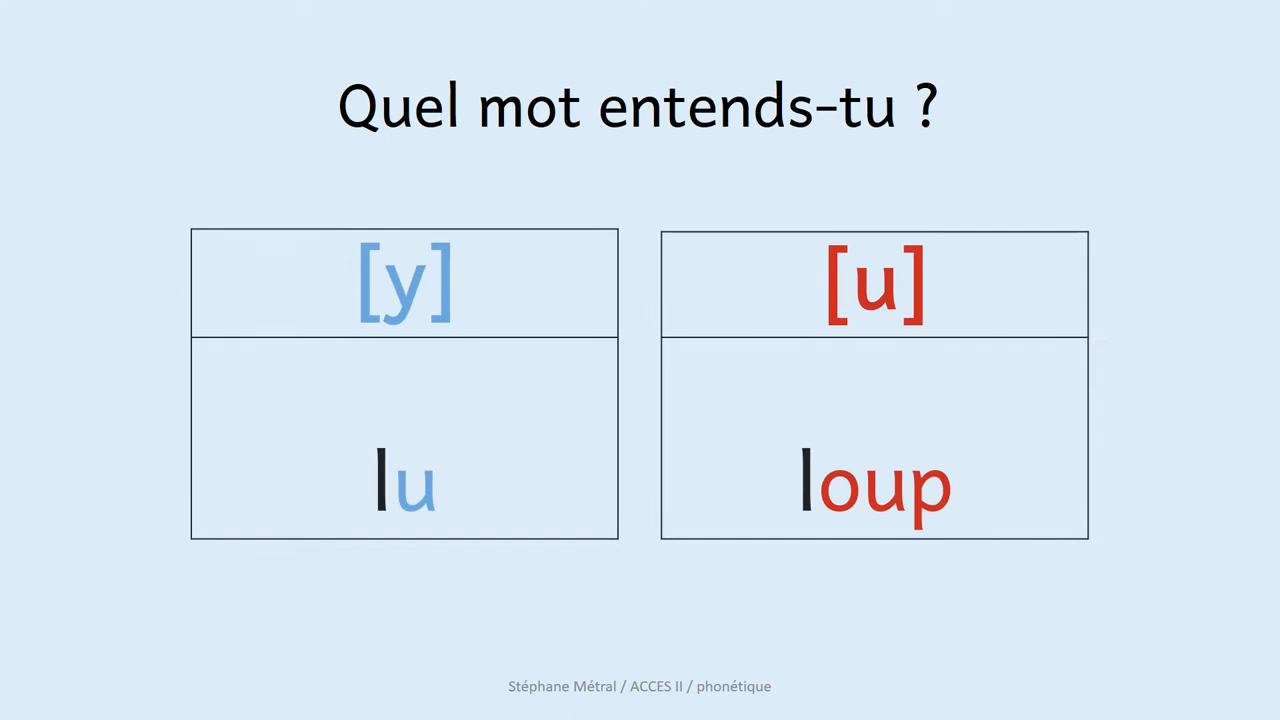 Quel mot entends-tu ?
[y]
lu
[u]
loup
Stéphane Métral / ACCES II / phonétique